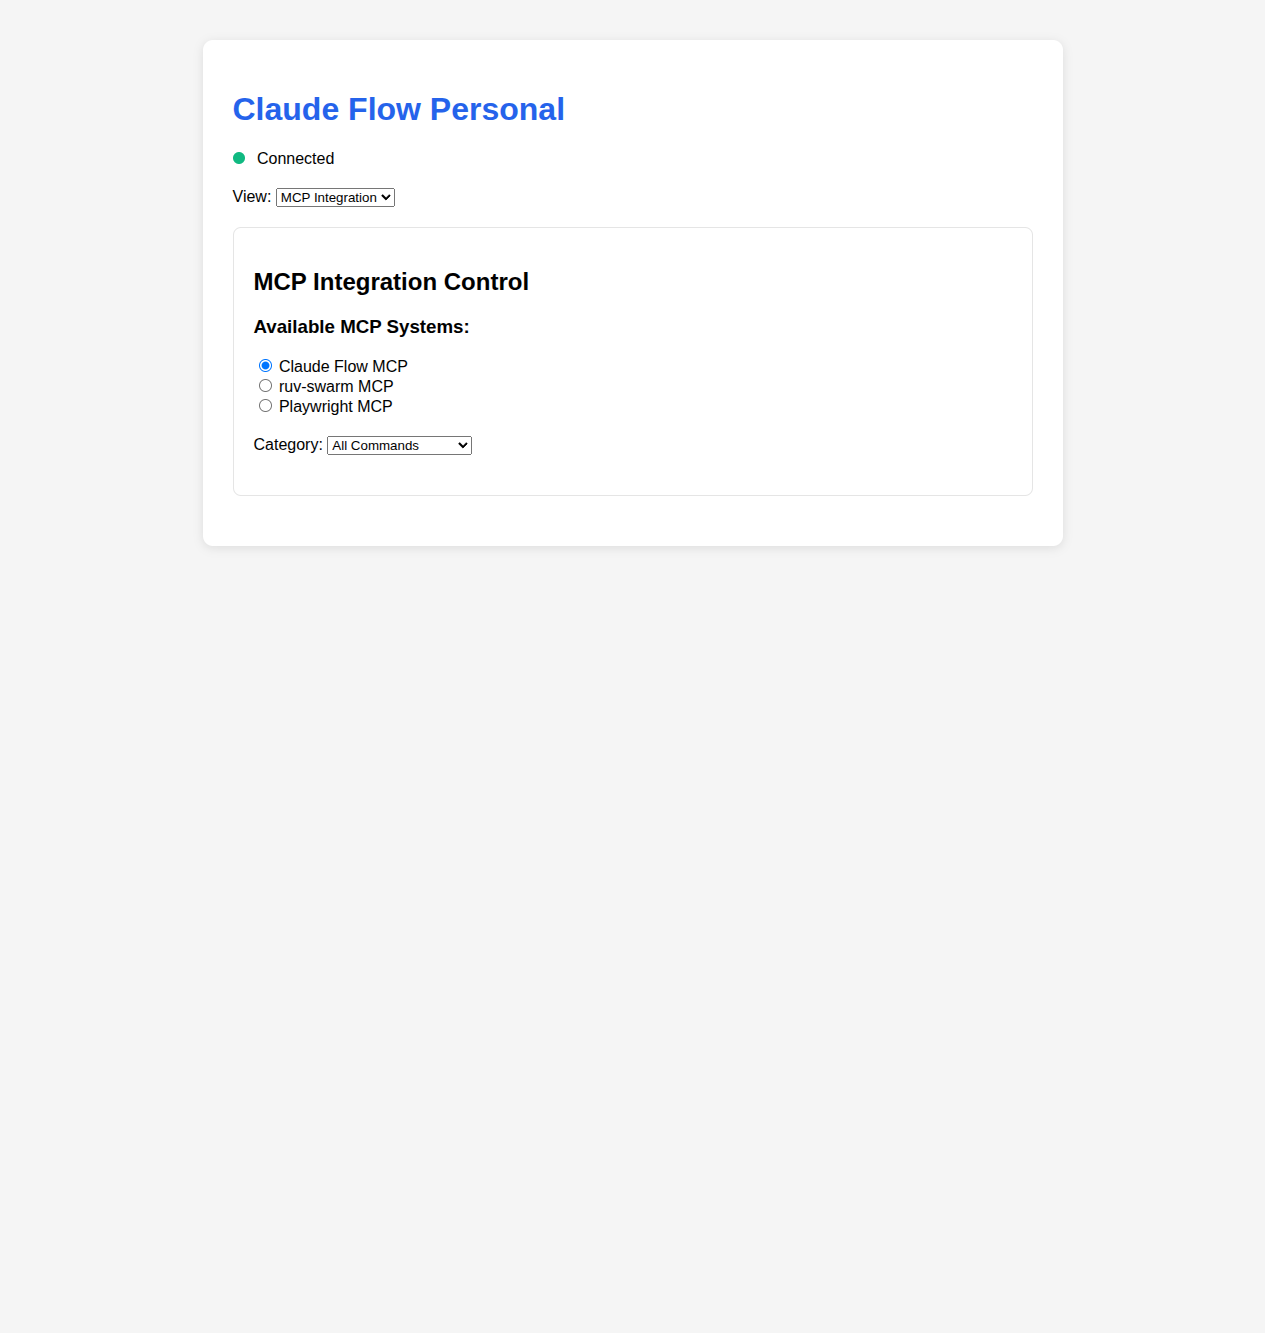 Claude Flow Personal
Connected
View: MCP Integration
MCP Integration Control
Available MCP Systems:
Claude Flow MCP
ruv-swarm MCP
Playwright MCP
Category: All Commands